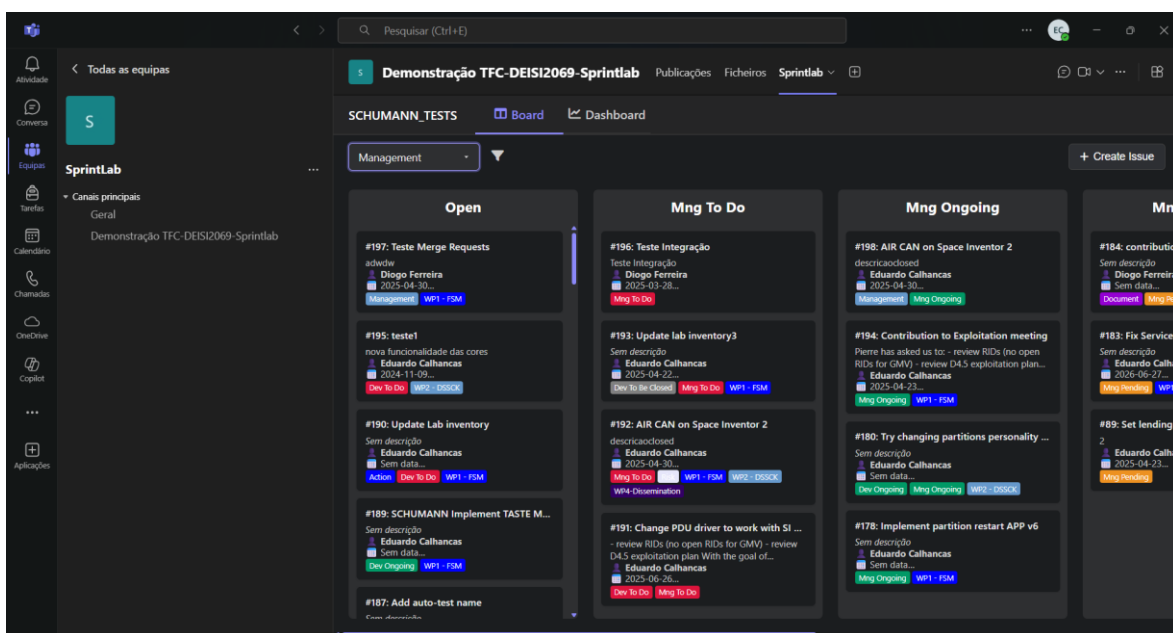 Pesquisar (Ctrl+E)
EC
Atividade
Conversa
Equipas
Tarefas
Calendário
Chamadas
OneDrive
Copilot
Aplicações
Todas as equipas
S
SprintLab
Canais principais
Geral
Demonstração TFC-DEISI2069-Sprintlab
S
Demonstração TFC-DEISI2069-Sprintlab Publicações Ficheiros Sprintlab
SCHUMANN_TESTS Board Dashboard
Management
+ Create Issue
Open
#197: Teste Merge Requests
adwdw
Diogo Ferreira
2025-04-30...
Management WP1 - FSM
#195: teste1
nova funcionalidade das cores
Eduardo Calhancas
2024-11-09...
Dev To Do WP2 - DSSCK
#190: Update Lab inventory
Sem descrição
Eduardo Calhancas
Sem data...
Action Dev To Do WP1 - FSM
#189: SCHUMANN Implement TASTE M...
Sem descrição
Eduardo Calhancas
Sem data...
Dev Ongoing WP1 - FSM
#187: Add auto-test name
Sem descrição
Mng To Do
#196: Teste Integração
Teste Integração
Diogo Ferreira
2025-03-28...
Mng To Do
#193: Update lab inventory3
Sem descrição
Eduardo Calhancas
2025-04-22...
Dev To Be Closed Mng To Do WP1 - FSM
#192: AIR CAN on Space Inventor 2
descricaoclosed
Eduardo Calhancas
2025-04-30...
Mng To Do WP1 - FSM WP2 - DSSCK
WP4-Dissemination
#191: Change PDU driver to work with SI ...
- review RIDs (no open RIDs for GMV) - review
D4.5 exploitation plan With the goal of...
Eduardo Calhancas
2025-06-26...
Dev To Do Mng To Do
Mng Ongoing
#198: AIR CAN on Space Inventor 2
descricaoclosed
Eduardo Calhancas
2025-04-30...
Management Mng Ongoing
#194: Contribution to Exploitation meeting
Pierre has asked us to: - review RIDs (no open
RIDs for GMV) - review D4.5 exploitation plan...
Eduardo Calhancas
2025-04-23...
Mng Ongoing WP1 - FSM
#180: Try changing partitions personality ...
Sem descrição
Eduardo Calhancas
Sem data...
Dev Ongoing Mng Ongoing WP2 - DSSCK
#178: Implement partition restart APP v6
Sem descrição
Eduardo Calhancas
Sem data...
Mng Ongoing WP1 - FSM
Mn
#184: contributio
Sem descrição
Diogo Ferreira
Sem data...
Document Mng Pe
#183: Fix Service
Sem descrição
Eduardo Calh
2026-06-27...
Mng Pending WP1
#89: Set lending
2
Eduardo Calh
2025-04-23...
Mng Pending